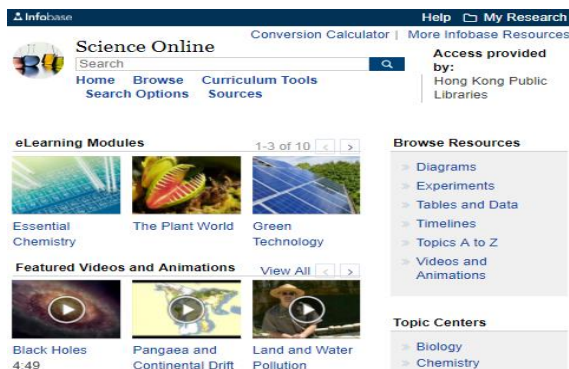 Infobase
Help My Research
Conversion Calculator | More Infobase Resources
Science Online
Search
Home Browse Curriculum Tools
Search Options Sources
Access provided
by:
Hong Kong Public
Libraries
eLearning Modules
1-3 of 10 < >
Essential
Chemistry
The Plant World
Green
Technology
Featured Videos and Animations
View All < >
Black Holes
4:49
Pangaea and
Continental Drift
Land and Water
Pollution
Browse Resources
» Diagrams
» Experiments
» Tables and Data
» Timelines
» Topics A to Z
» Videos and
Animations
Topic Centers
» Biology
» Chemistry